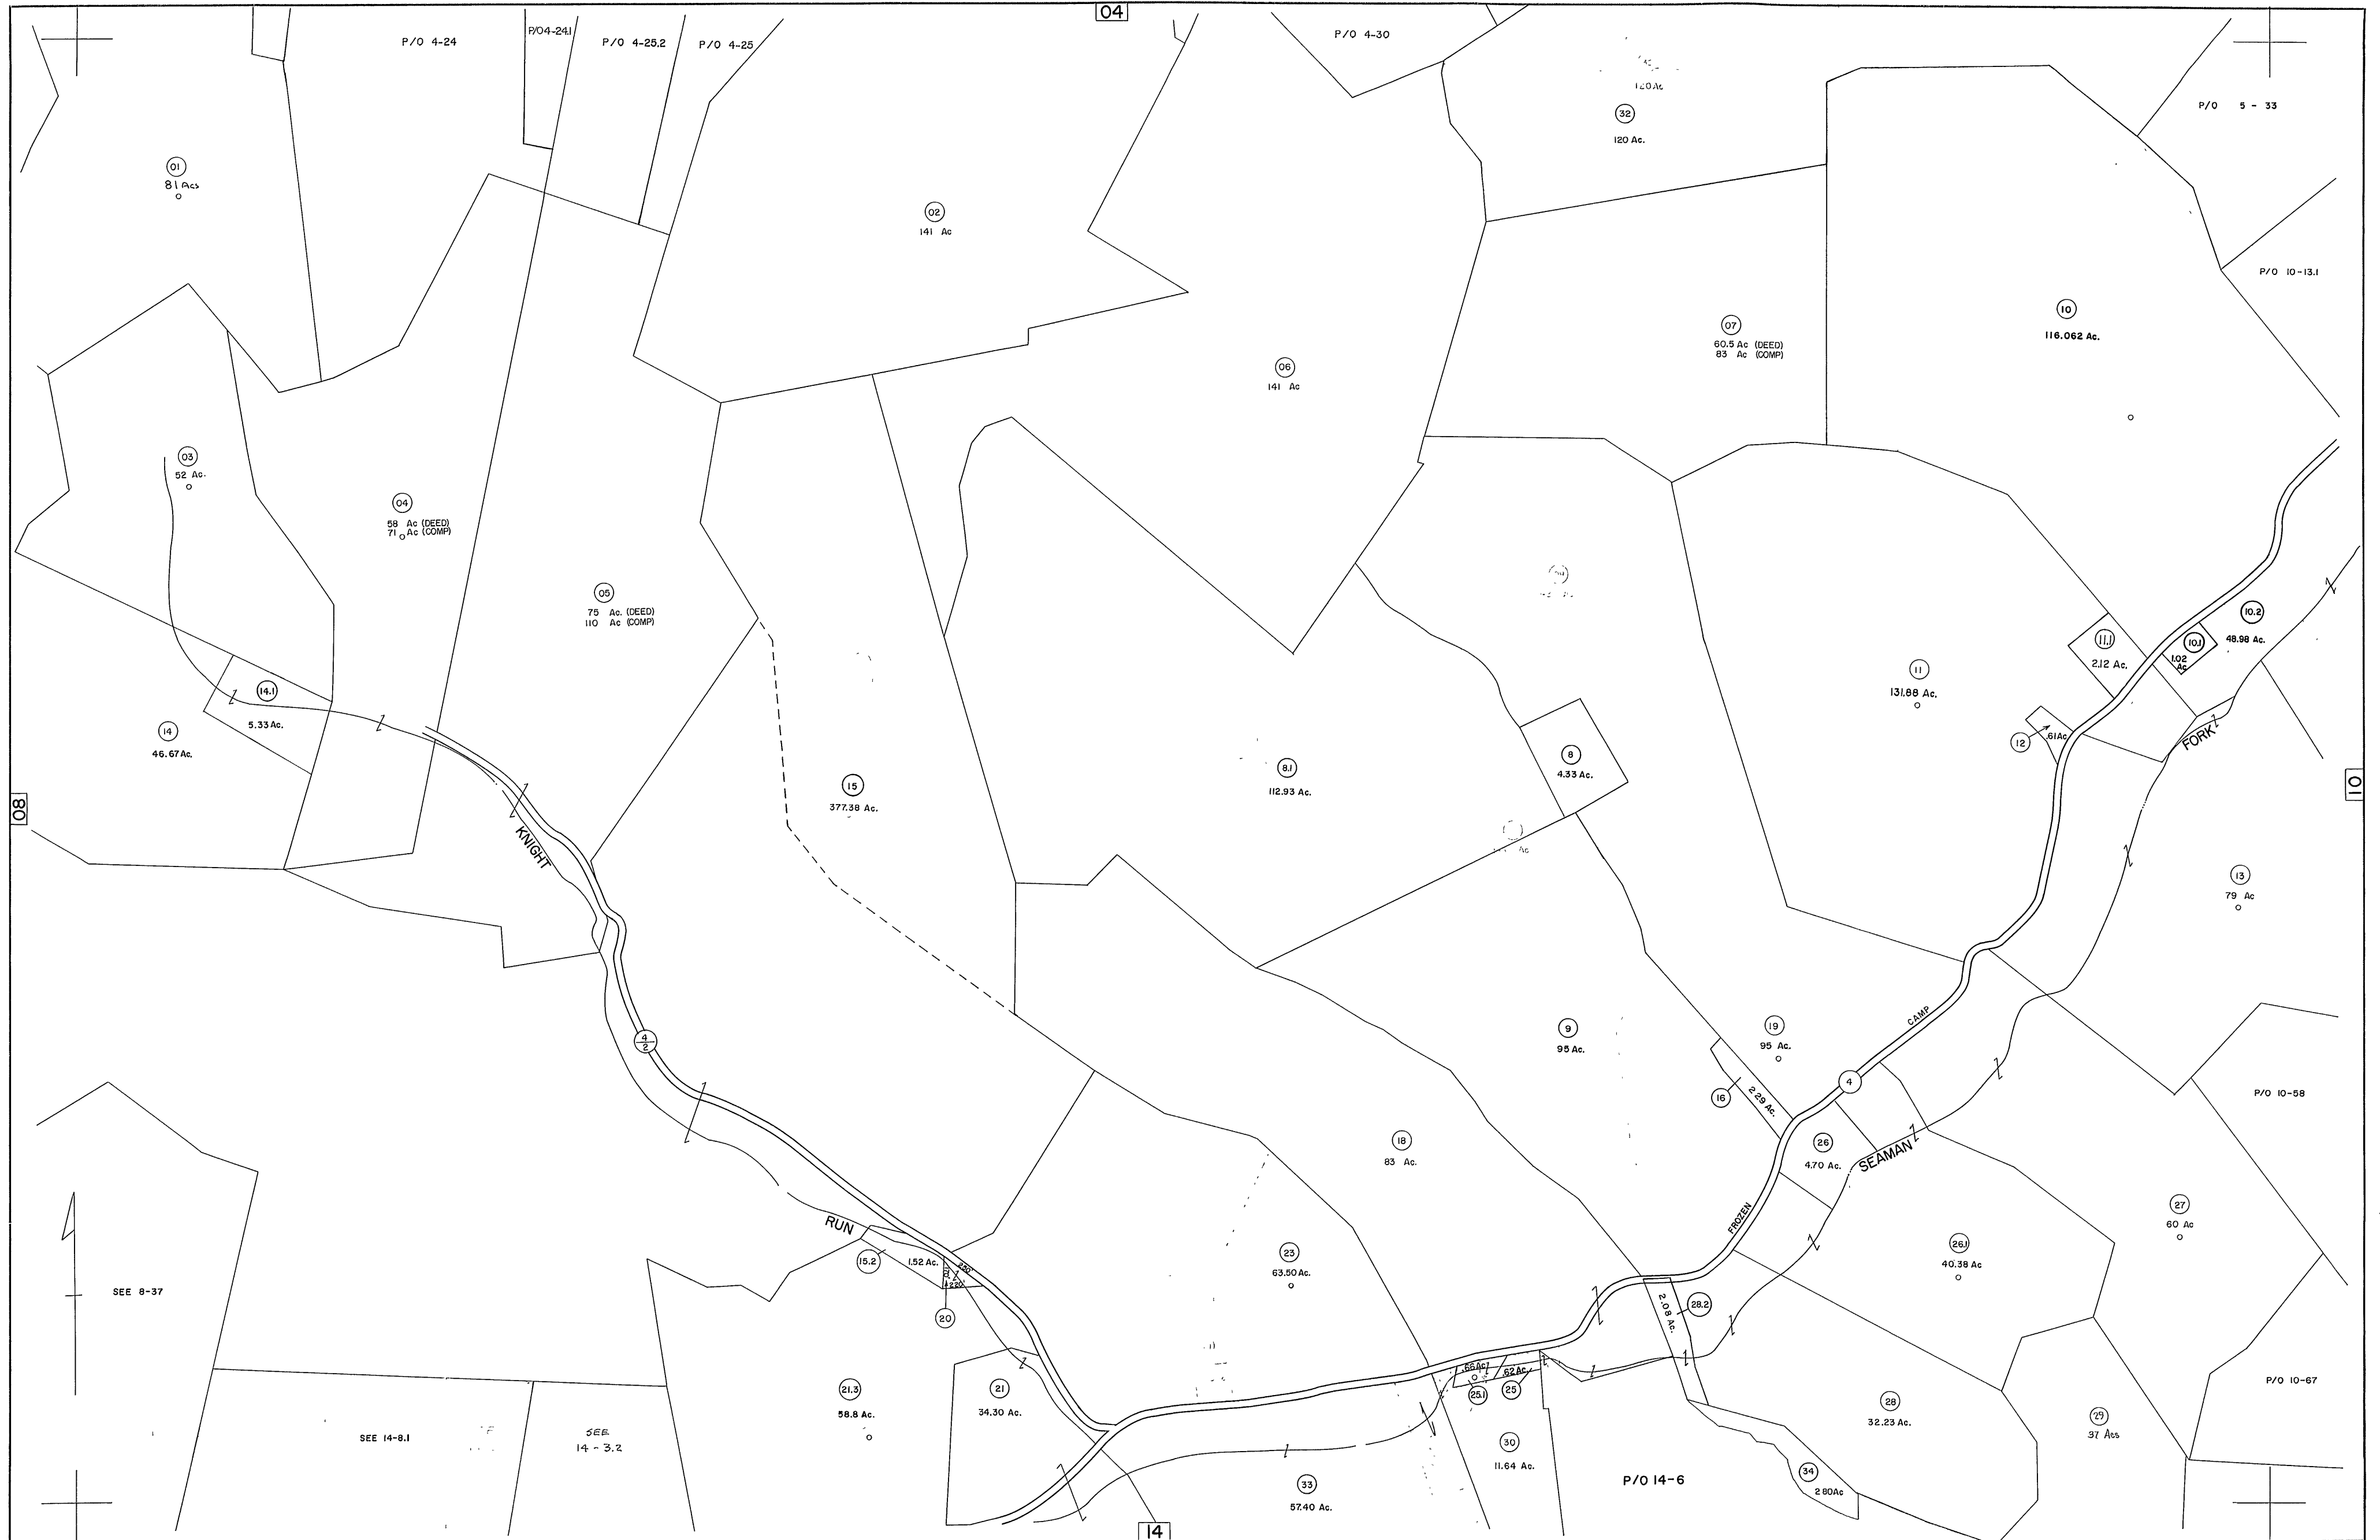 04
P/O 4-24
P/O4-24.1
P/O 4-25.2
P/O 4-25
P/O 4-30
120 Ac
32
120 Ac.
P/O 5 - 33
01
81 Acs
02
141 Ac
P/O 10-13.1
10
116.062 Ac.
07
60.5 Ac (DEED)
83 Ac (COMP)
06
141 Ac
03
52 Ac.
04
58 Ac (DEED)
71 Ac (COMP)
05
75 Ac. (DEED)
110 Ac (COMP)
10.2
48.98 Ac.
10.1
1.02
Ac
11.1
2.12 Ac.
11
131.88 Ac.
14.1
5.33 Ac.
14
46.67 Ac.
12
.61Ac
FORK
8
4.33 Ac.
8.1
112.93 Ac.
15
377.38 Ac.
08
10
KNIGHT
13
79 Ac
9
95 Ac.
19
95 Ac.
CAMP
4
2
4
16
2.29 Ac.
P/O 10-58
18
83 Ac.
26
4.70 Ac.
SEAMAN
27
60 Ac
FROZEN
RUN
15.2
1.52 Ac.
220'
220'
20
23
63.50 Ac.
26.1
40.38 Ac
SEE 8-37
2.08 Ac.
28.2
.66Ac
.62Ac.
25.1
25
P/O 10-67
21.3
58.8 Ac.
21
34.30 Ac.
28
32.23 Ac.
29
37 Acs
SEE 14-8.1
SEE
14 - 3.2
30
11.64 Ac.
33
57.40 Ac.
P/O 14-6
34
2.80Ac
14